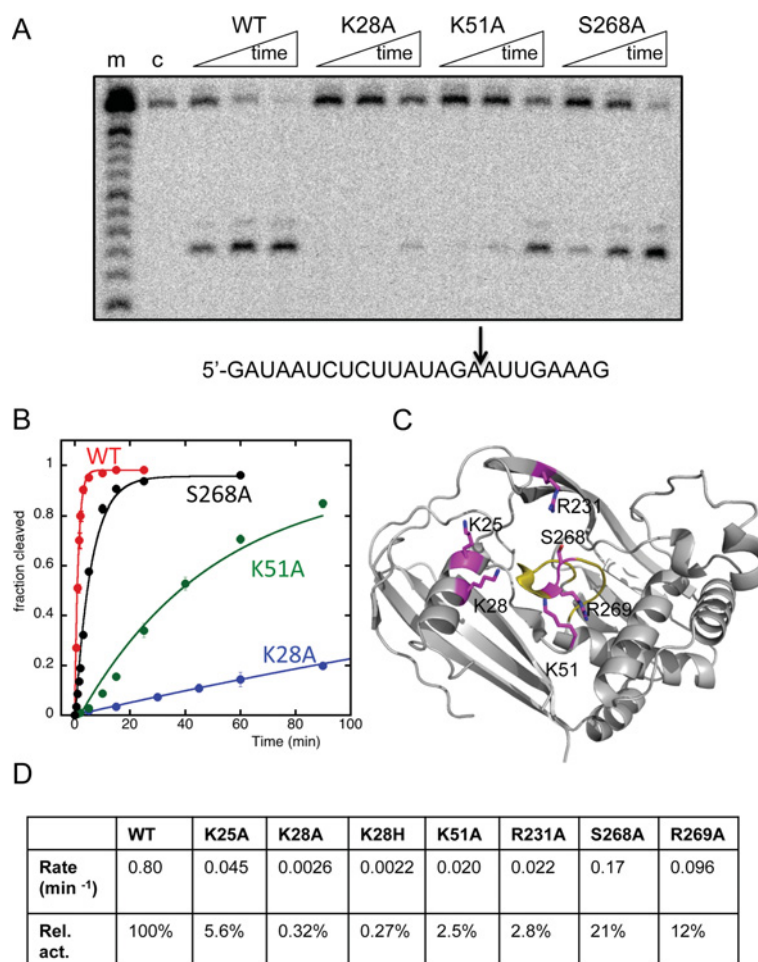 A
WT K28A K51A S268A
m c time time time time
5'-GAUAAUCUCUUAUAGAAUUGAAAG
B
WT
S268A
K51A
K28A
fraction cleaved
1
0.8
0.6
0.4
0.2
0
0 20 40 60 80 100
Time (min)
C
R231
K25
S268
K28
R269
K51
D
WT K25A K28A K28H K51A R231A S268A R269A
Rate (min -1) 0.80 0.045 0.0026 0.0022 0.020 0.022 0.17 0.096
Rel. act. 100% 5.6% 0.32% 0.27% 2.5% 2.8% 21% 12%